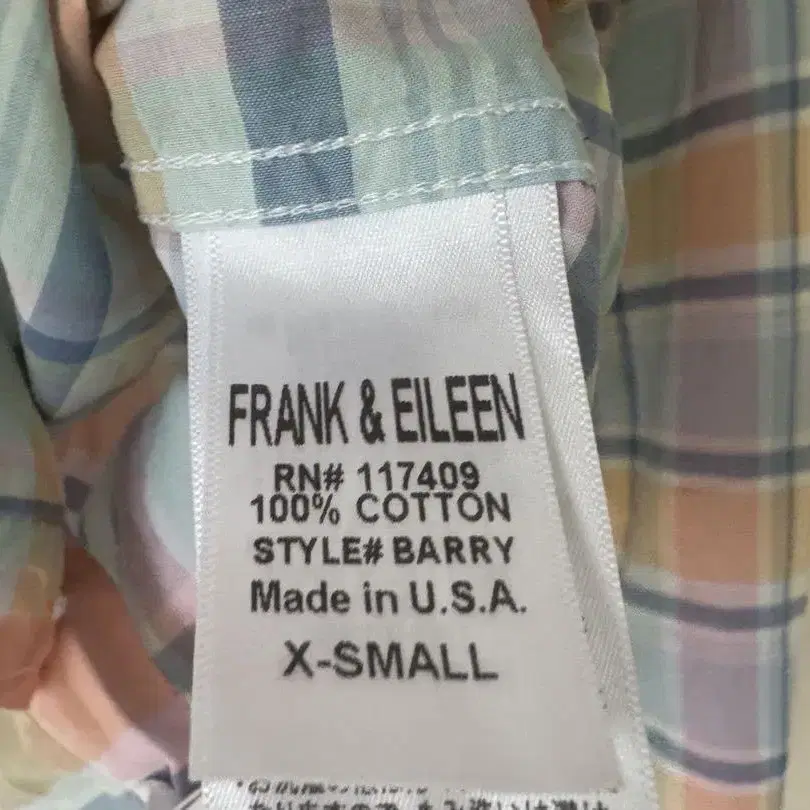 FRANK & EILEEN
RN# 117409
100% COTTON
STYLE# BARRY
Made in U.S.A.
X-SMALL